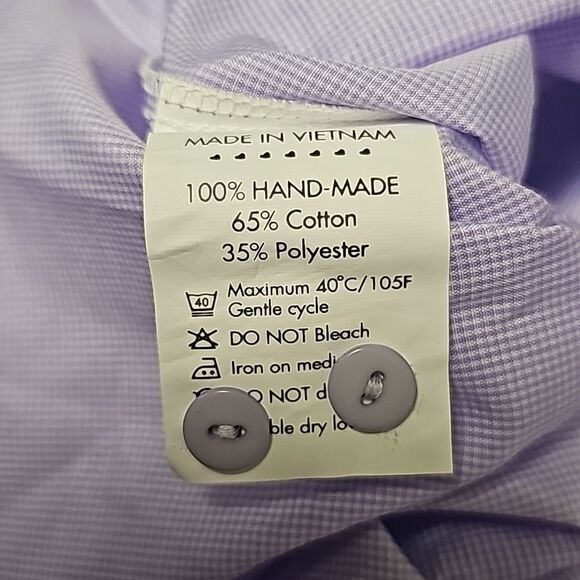 MADE IN VIETNAM
100% HAND-MADE
65% Cotton
35% Polyester
40 Maximum 40°C/105F
Gentle cycle
DO NOT Bleach
Iron on
NOT
dry